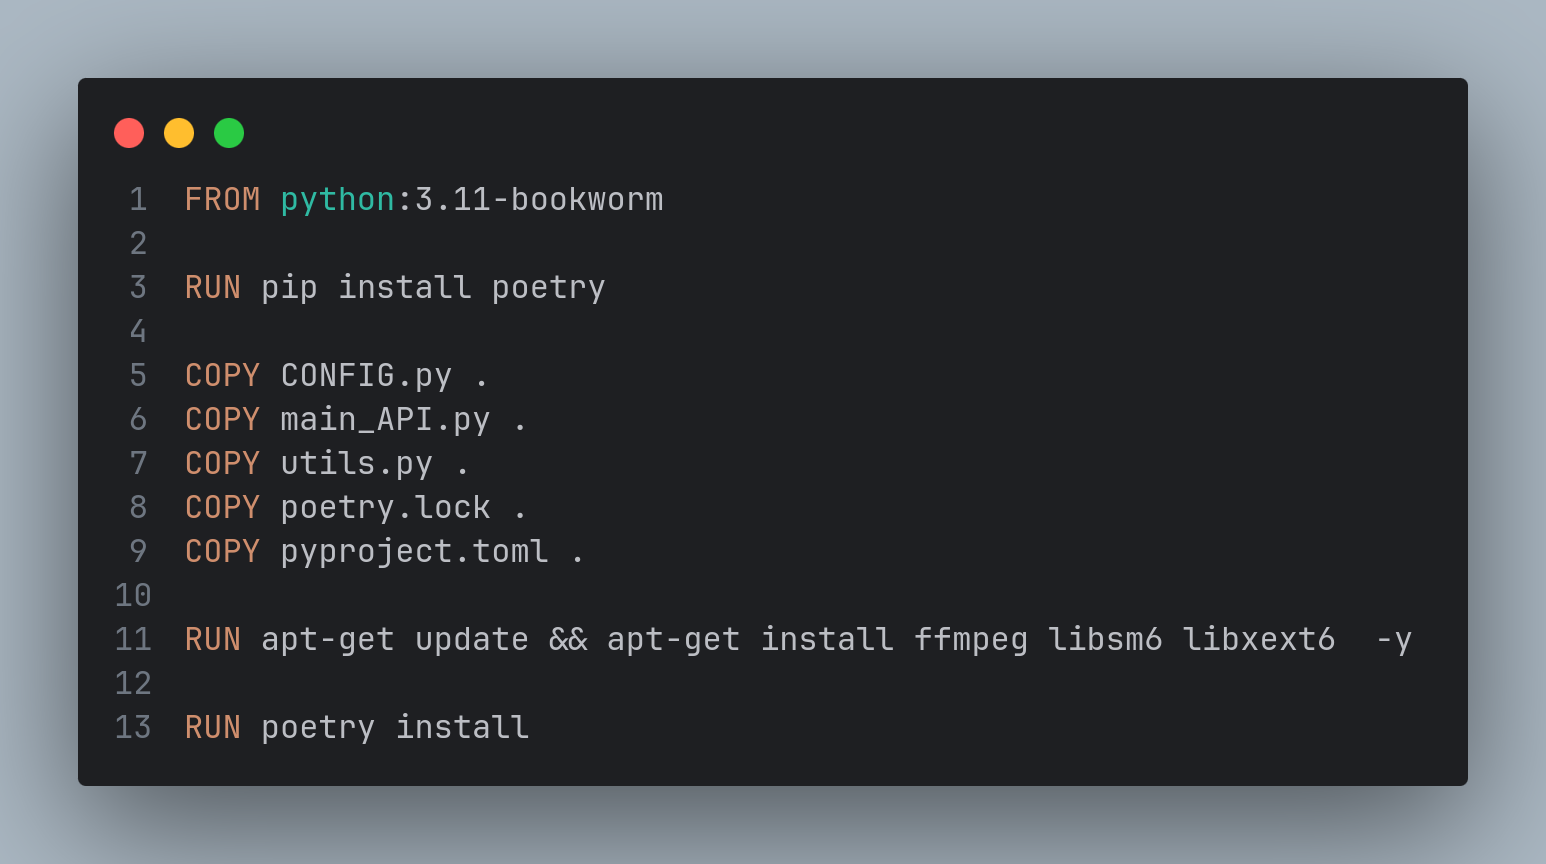 1 FROM python:3.11-bookworm
2
3 RUN pip install poetry
4
5 COPY CONFIG.py .
6 COPY main_API.py .
7 COPY utils.py .
8 COPY poetry.lock .
9 COPY pyproject.toml .
10
11 RUN apt-get update && apt-get install ffmpeg libsm6 libxext6  -y
12
13 RUN poetry install